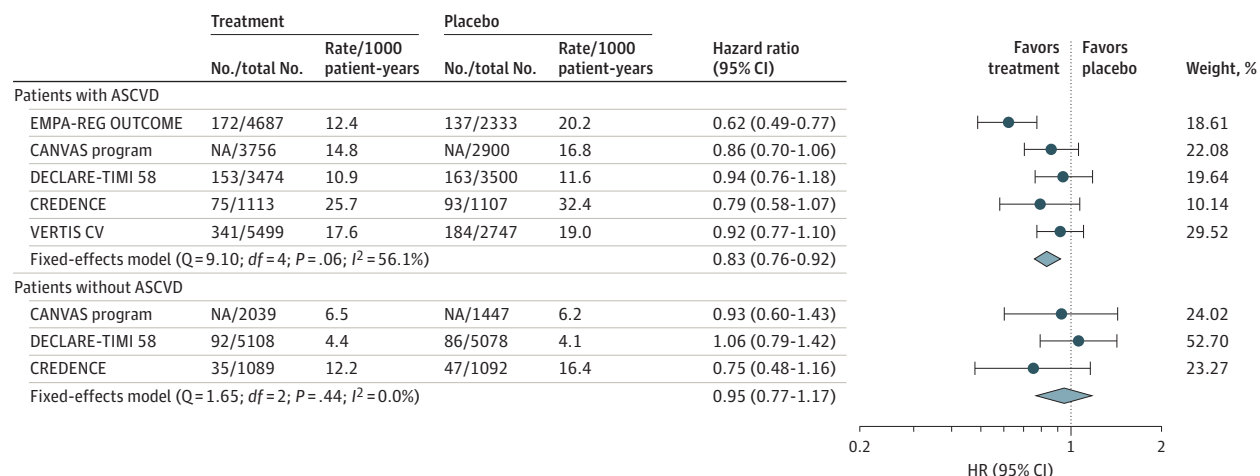 Treatment Placebo
No./total No. Rate/1000 patient-years No./total No. Rate/1000 patient-years Hazard ratio (95% CI) Favors treatment Favors placebo Weight, %
Patients with ASCVD
EMPA-REG OUTCOME 172/4687 12.4 137/2333 20.2 0.62 (0.49-0.77) 18.61
CANVAS program NA/3756 14.8 NA/2900 16.8 0.86 (0.70-1.06) 22.08
DECLARE-TIMI 58 153/3474 10.9 163/3500 11.6 0.94 (0.76-1.18) 19.64
CREDENCE 75/1113 25.7 93/1107 32.4 0.79 (0.58-1.07) 10.14
VERTIS CV 341/5499 17.6 184/2747 19.0 0.92 (0.77-1.10) 29.52
Fixed-effects model (Q = 9.10; df = 4; P = .06; I² = 56.1%) 0.83 (0.76-0.92)
Patients without ASCVD
CANVAS program NA/2039 6.5 NA/1447 6.2 0.93 (0.60-1.43) 24.02
DECLARE-TIMI 58 92/5108 4.4 86/5078 4.1 1.06 (0.79-1.42) 52.70
CREDENCE 35/1089 12.2 47/1092 16.4 0.75 (0.48-1.16) 23.27
Fixed-effects model (Q = 1.65; df = 2; P = .44; I² = 0.0%) 0.95 (0.77-1.17)
0.2 1 2
HR (95% CI)